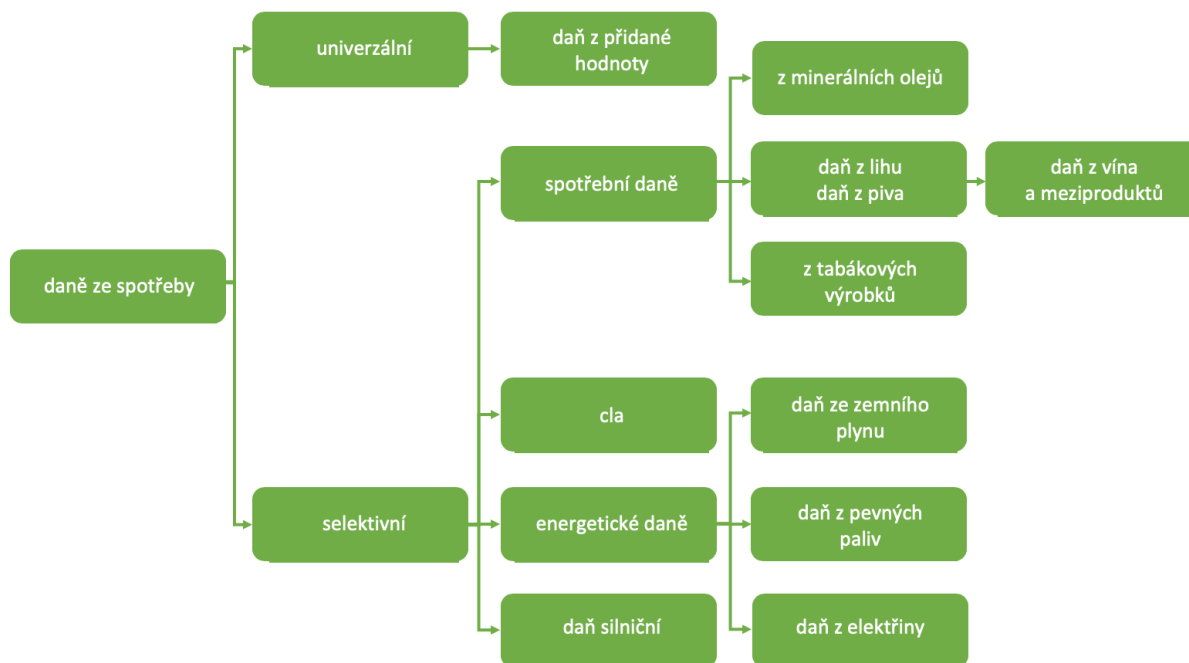 univerzální
daň z přidané
hodnoty
z minerálních olejů
spotřební daně
daň z lihu
daň z piva
daň z vína
a meziproduktů
z tabákových
výrobků
daně ze spotřeby
cla
daň ze zemního
plynu
selektivní
energetické daně
daň z pevných
paliv
daň silniční
daň z elektřiny